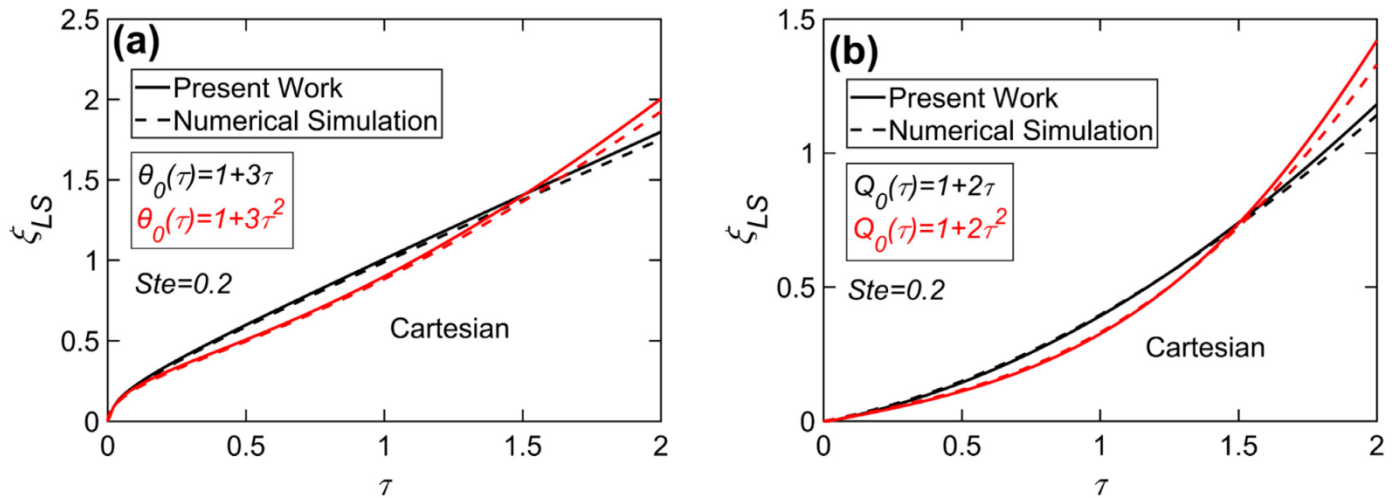 (a)
2.5
2
1.5
1
0.5
0
ξ_LS
Present Work
Numerical Simulation
θ₀(τ)=1+3τ
θ₀(τ)=1+3τ²
Ste=0.2
Cartesian
0 0.5 1 1.5 2
τ
(b)
1.5
1
0.5
0
ξ_LS
Present Work
Numerical Simulation
Q₀(τ)=1+2τ
Q₀(τ)=1+2τ²
Ste=0.2
Cartesian
0 0.5 1 1.5 2
τ